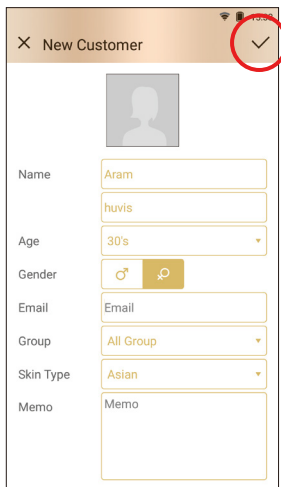 New Customer
Name
Aram
huvis
Age
30's
Gender
Email
Email
Group
All Group
Skin Type
Asian
Memo
Memo